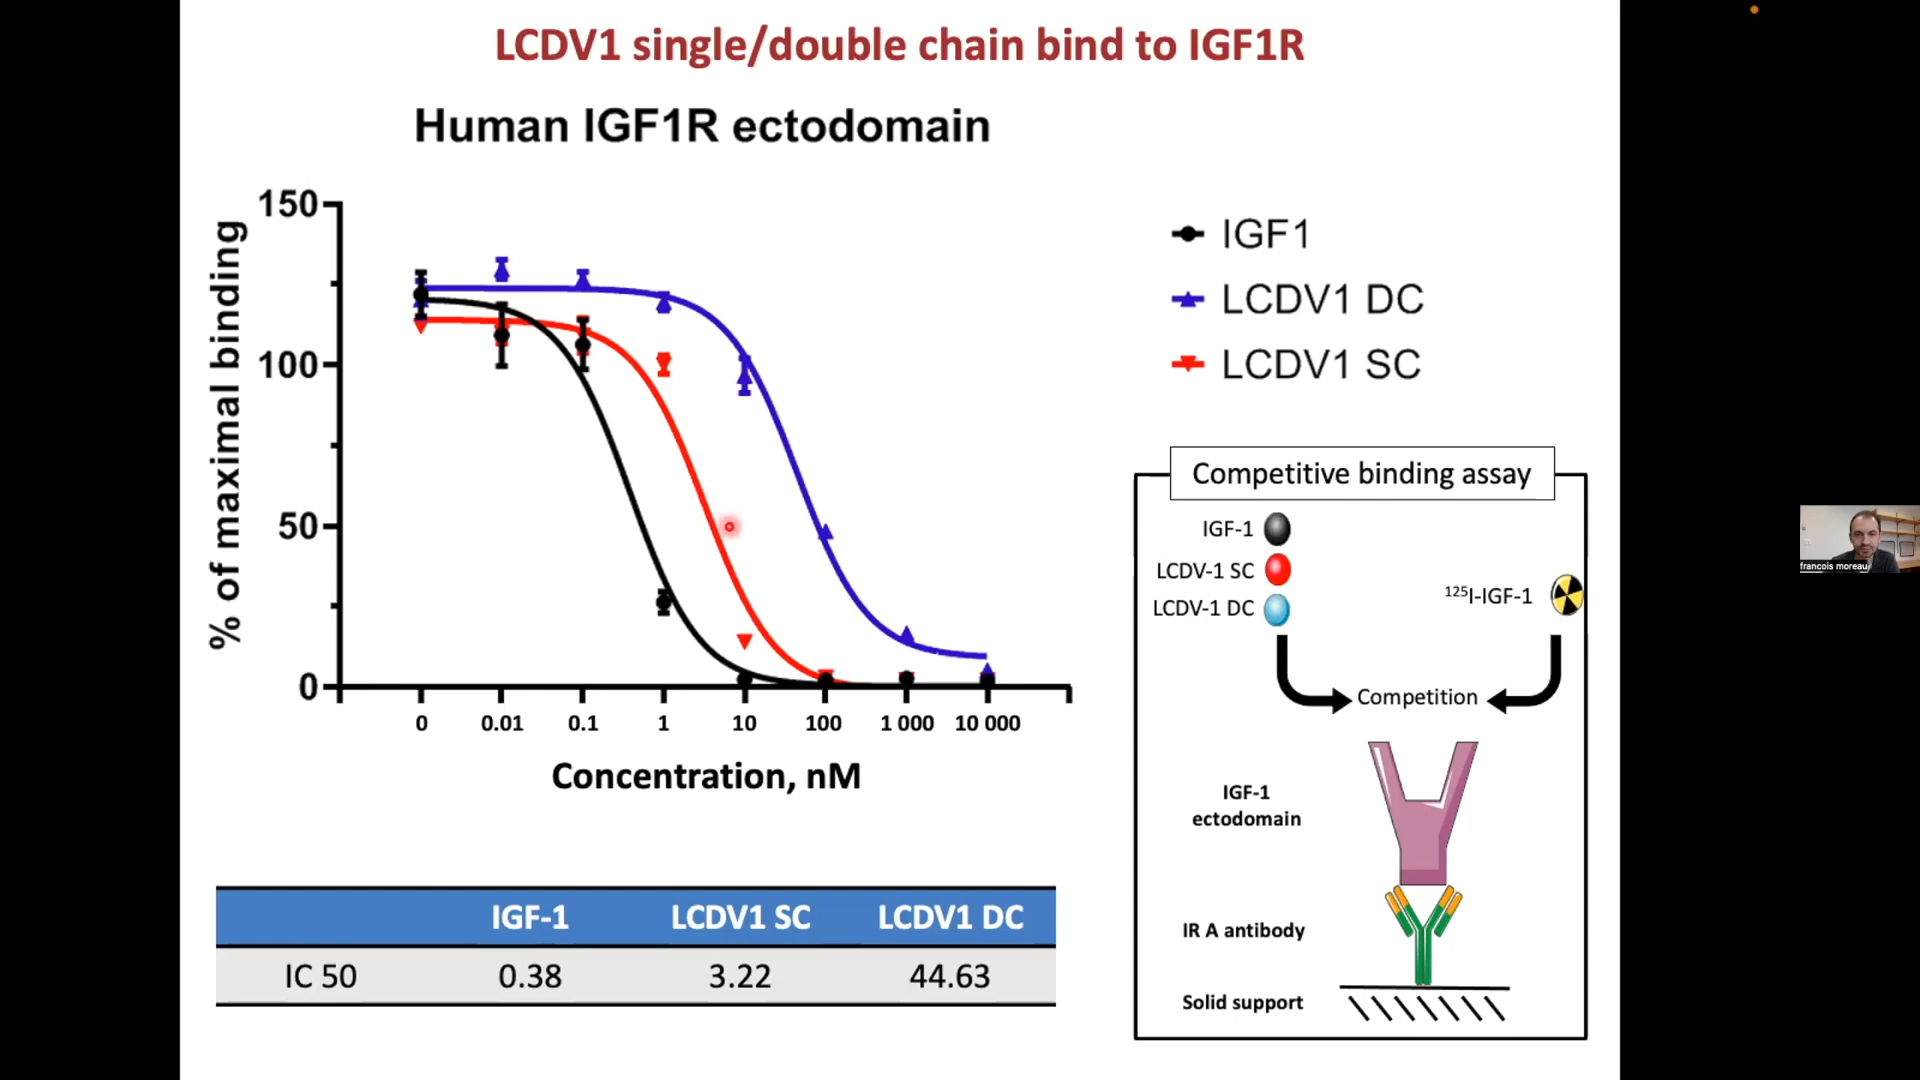 LCDV1 single/double chain bind to IGF1R
Human IGF1R ectodomain
% of maximal binding
150
100
50
0
0 0.01 0.1 1 10 100 1 000 10 000
Concentration, nM
IGF1
LCDV1 DC
LCDV1 SC
Competitive binding assay
IGF-1
LCDV-1 SC
LCDV-1 DC
125I-IGF-1
Competition
IGF-1
ectodomain
IR A antibody
Solid support
IGF-1 LCDV1 SC LCDV1 DC
IC 50 0.38 3.22 44.63
francois moreau